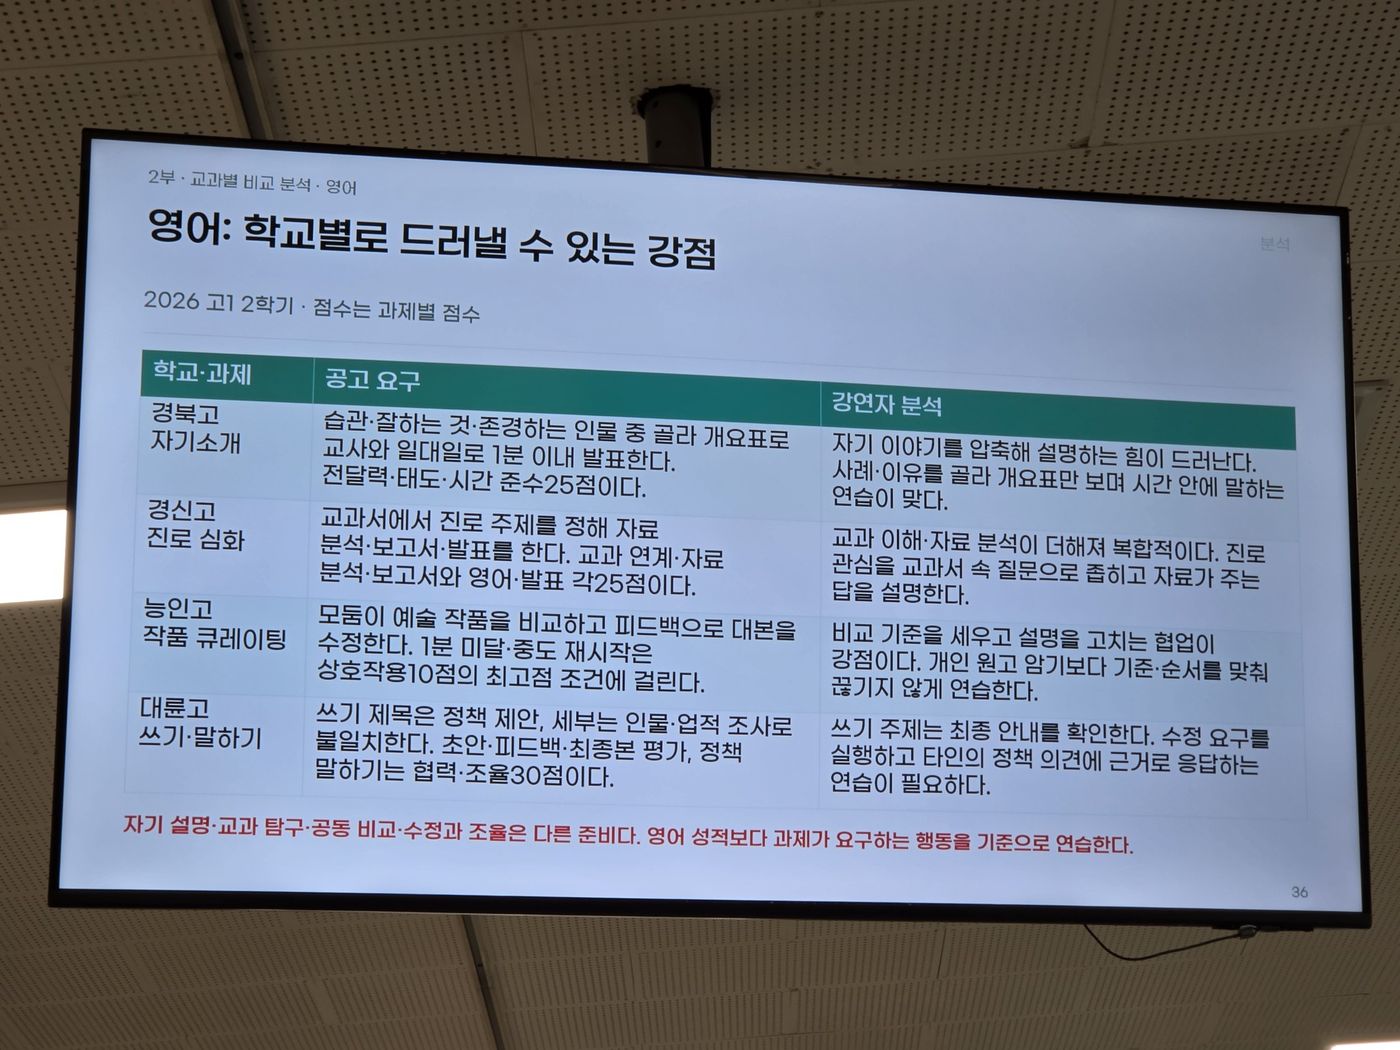 2부 · 교과별 비교 분석 · 영어
분석
영어: 학교별로 드러낼 수 있는 강점
2026 고1 2학기 · 점수는 과제별 점수
학교·과제
공고 요구
강연자 분석
경북고
자기소개
습관·잘하는 것·존경하는 인물 중 골라 개요표로
교사와 일대일로 1분 이내 발표한다.
전달력·태도·시간 준수25점이다.
자기 이야기를 압축해 설명하는 힘이 드러난다.
사례·이유를 골라 개요표만 보며 시간 안에 말하는
연습이 맞다.
경신고
진로 심화
교과서에서 진로 주제를 정해 자료
분석·보고서·발표를 한다. 교과 연계·자료
분석·보고서와 영어·발표 각25점이다.
교과 이해·자료 분석이 더해져 복합적이다. 진로
관심을 교과서 속 질문으로 좁히고 자료가 주는
답을 설명한다.
능인고
작품 큐레이팅
모둠이 예술 작품을 비교하고 피드백으로 대본을
수정한다. 1분 미달·중도 재시작은
상호작용10점의 최고점 조건에 걸린다.
비교 기준을 세우고 설명을 고치는 협업이
강점이다. 개인 원고 암기보다 기준·순서를 맞춰
끊기지 않게 연습한다.
대륜고
쓰기·말하기
쓰기 제목은 정책 제안, 세부는 인물·업적 조사로
불일치한다. 초안·피드백·최종본 평가, 정책
말하기는 협력·조율30점이다.
쓰기 주제는 최종 안내를 확인한다. 수정 요구를
실행하고 타인의 정책 의견에 근거로 응답하는
연습이 필요하다.
자기 설명·교과 탐구·공동 비교·수정과 조율은 다른 준비다. 영어 성적보다 과제가 요구하는 행동을 기준으로 연습한다.
36